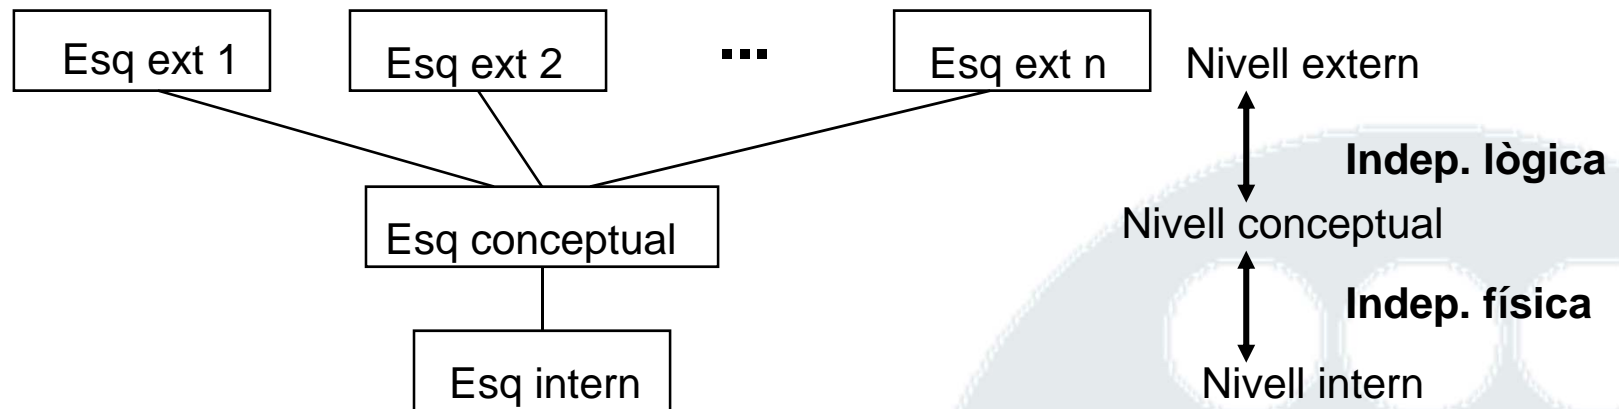 Esq ext 1
Esq ext 2
...
Esq ext n
Nivell extern
Indep. lògica
Esq conceptual
Nivell conceptual
Indep. física
Esq intern
Nivell intern